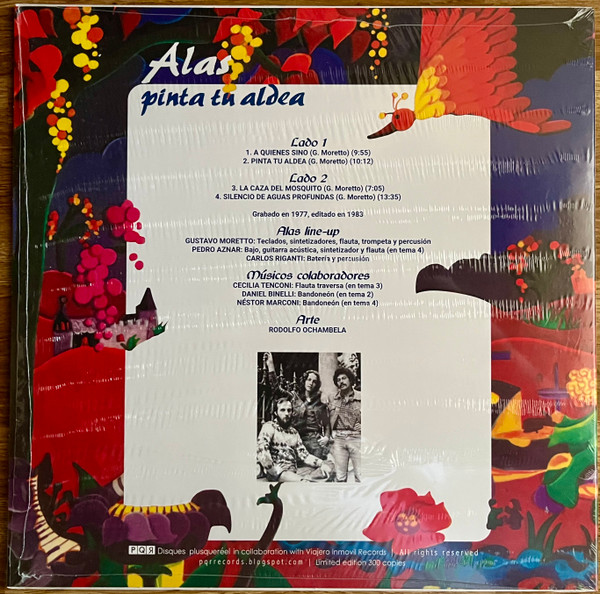 Alas
pinta tu aldea
Lado 1
1. A QUIENES SINO (G. Moretto) (9:55)
2. PINTA TU ALDEA (G. Moretto) (10:12)
Lado 2
3. LA CAZA DEL MOSQUITO (G. Moretto) (7:05)
4. SILENCIO DE AGUAS PROFUNDAS (G. Moretto) (13:35)
Grabado en 1977, editado en 1983
Alas line-up
GUSTAVO MORETTO: Teclados, sintetizadores, flauta, trompeta y percusión
PEDRO AZNAR: Bajo, guitarra acústica, sintetizador y flauta (en tema 4)
CARLOS RIGANTI: Batería y percusión
Músicos colaboradores
CECILIA TENCONI: Flauta traversa (en tema 3)
DANIEL BINELLI: Bandoneón (en tema 2)
NÉSTOR MARCONI: Bandoneón (en tema 4)
Arte
RODOLFO OCHAMBELA
PQR Disques plusqueréel in collaboration with Viajero inmovil Records | All rights reserved
pqrrecords.blogspot.com | Limited edition 300 copies